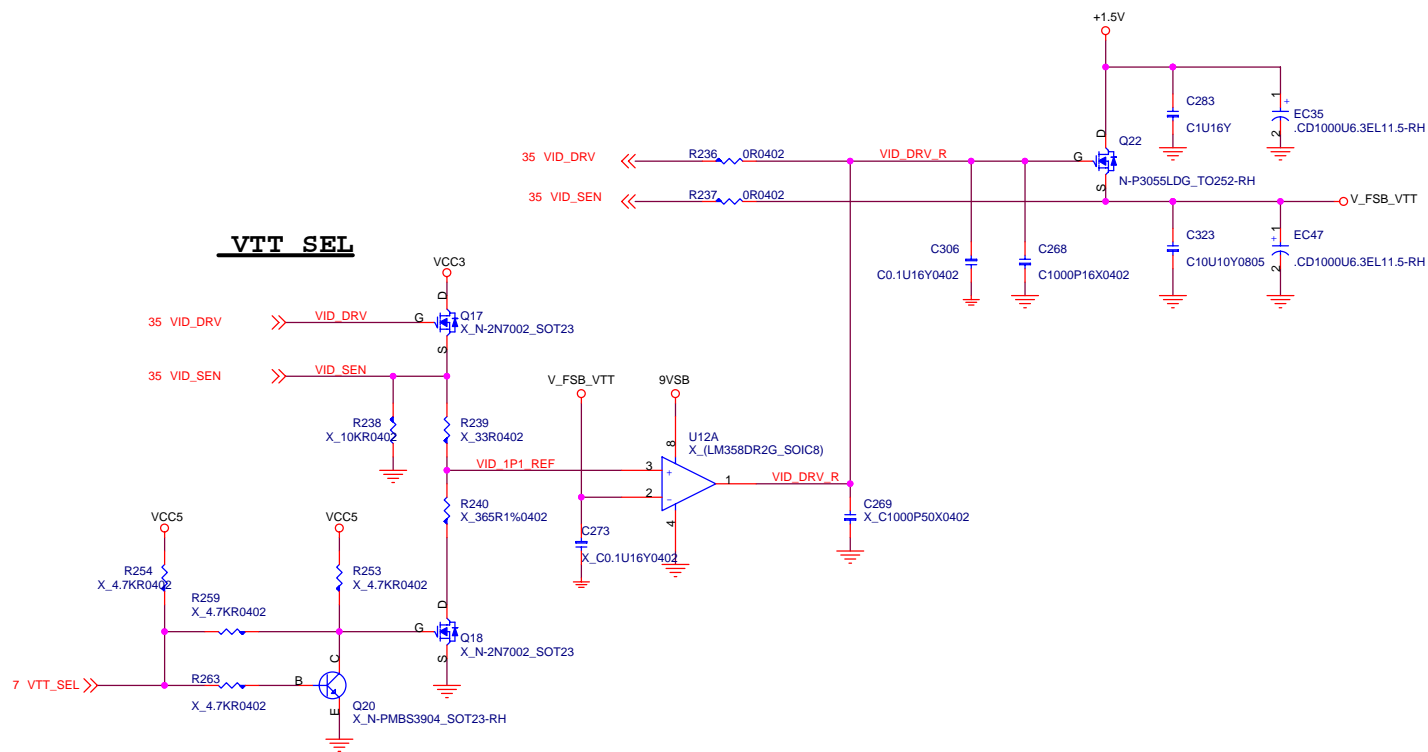 +1.5V
C283
C1U16Y
1
+
EC35
.CD1000U6.3EL11.5-RH
2
D
Q22
G
S
N-P3055LDG_TO252-RH
35 VID_DRV
R236
0R0402
VID_DRV_R
35 VID_SEN
R237
0R0402
V_FSB_VTT
C306
C0.1U16Y0402
C268
C1000P16X0402
C323
C10U10Y0805
1
+
EC47
.CD1000U6.3EL11.5-RH
2
VTT SEL
VCC3
D
35 VID_DRV
VID_DRV
G
Q17
X_N-2N7002_SOT23
S
35 VID_SEN
VID_SEN
R238
X_10KR0402
R239
X_33R0402
V_FSB_VTT
9VSB
U12A
X_(LM358DR2G_SOIC8)
8
VID_1P1_REF
3
+
2
-
1
4
VID_DRV_R
R240
X_365R1%0402
C273
X_C0.1U16Y0402
C269
X_C1000P50X0402
VCC5
VCC5
R254
X_4.7KR0402
R253
X_4.7KR0402
R259
X_4.7KR0402
D
G
Q18
X_N-2N7002_SOT23
S
7 VTT_SEL
R263
X_4.7KR0402
B
C
E
Q20
X_N-PMBS3904_SOT23-RH